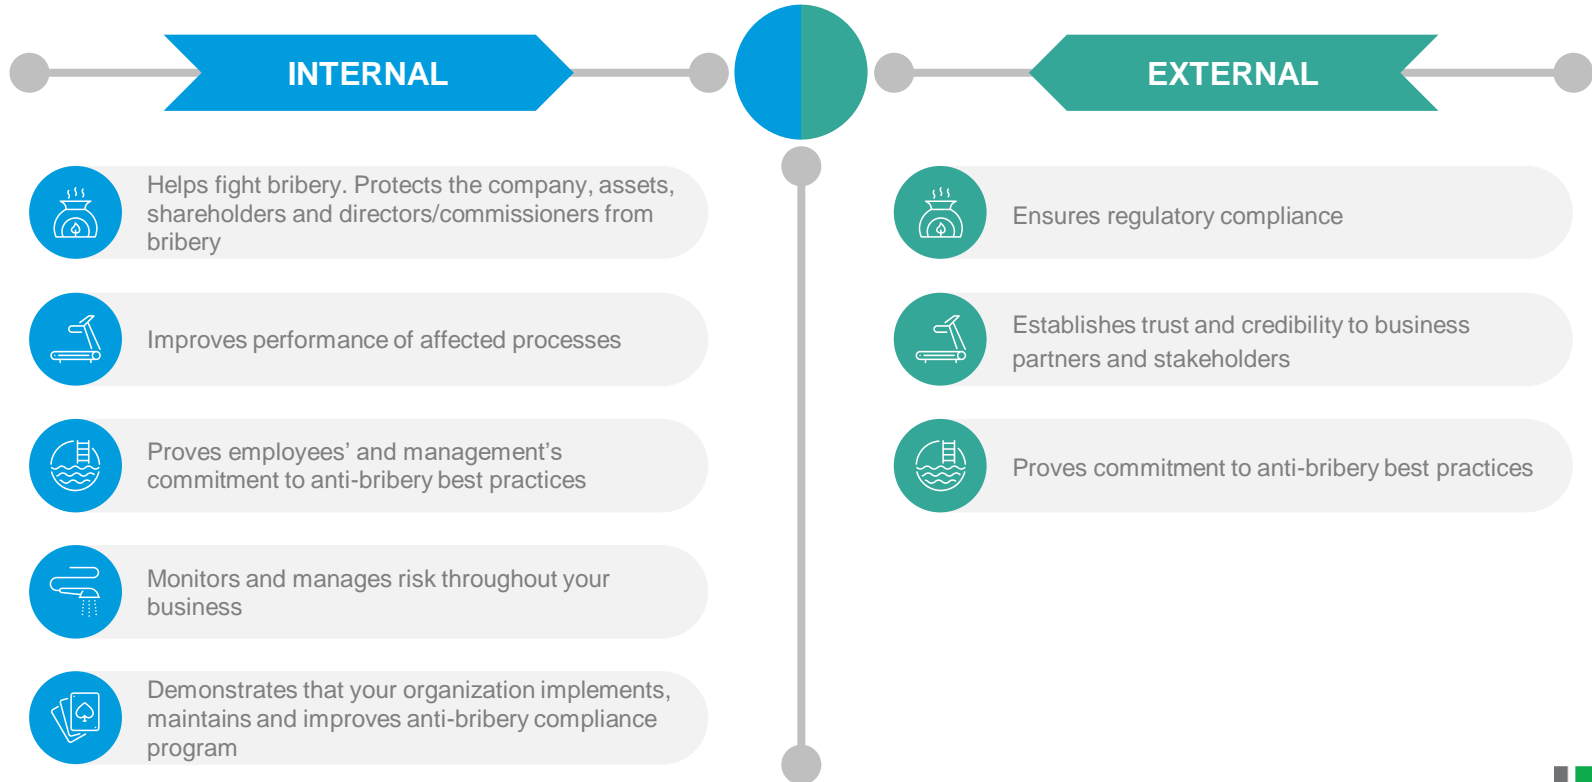 INTERNAL
Helps fight bribery. Protects the company, assets,
shareholders and directors/commissioners from
bribery
Improves performance of affected processes
Proves employees’ and management’s
commitment to anti-bribery best practices
Monitors and manages risk throughout your
business
Demonstrates that your organization implements,
maintains and improves anti-bribery compliance
program
EXTERNAL
Ensures regulatory compliance
Establishes trust and credibility to business
partners and stakeholders
Proves commitment to anti-bribery best practices